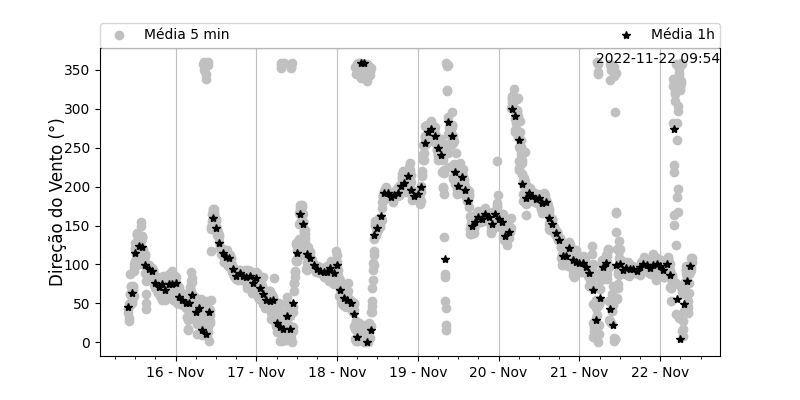 Média 5 min
Média 1h
2022-11-22 09:54
Direção do Vento (°)
350
300
250
200
150
100
50
0
16 - Nov
17 - Nov
18 - Nov
19 - Nov
20 - Nov
21 - Nov
22 - Nov